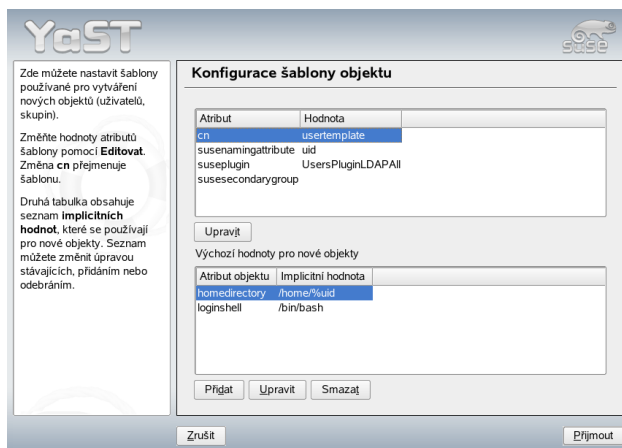 YaST
suse
Zde můžete nastavit šablony
používané pro vytváření
nových objektů (uživatelů,
skupin).
Změňte hodnoty atributů
šablony pomocí Editovat.
Změna cn přejmenuje
šablonu.
Druhá tabulka obsahuje
seznam implicitních
hodnot, které se používají
pro nové objekty. Seznam
můžete změnit úpravou
stávajících, přidáním nebo
odebráním.
Konfigurace šablony objektu
Atribut Hodnota
cn usertemplate
susenamingattribute uid
suseplugin UsersPluginLDAPAll
susesecondarygroup
Upravit
Výchozí hodnoty pro nové objekty
Atribut objektu Implicitní hodnota
homedirectory /home/%uid
loginshell /bin/bash
Přidat Upravit Smazat
Zrušit Přijmout